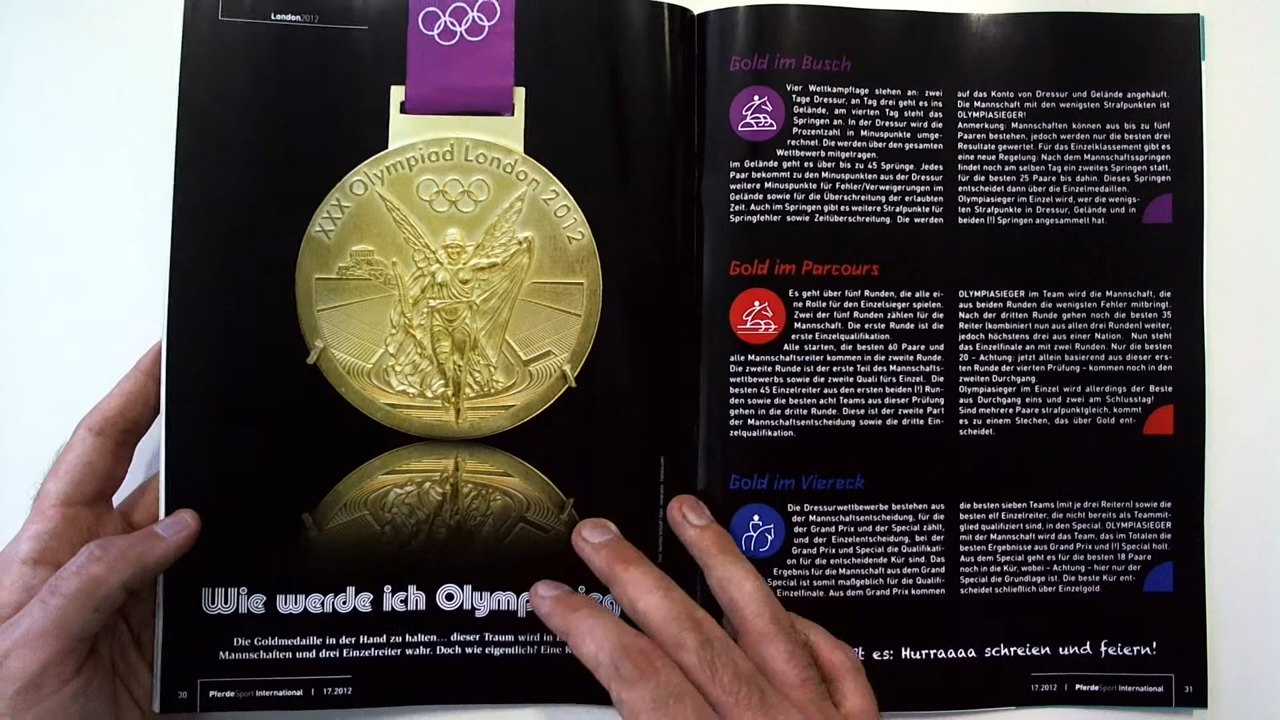 London2012
XXX Olympiad London 2012
Wie werde ich
Die Goldmedaille in der Hand zu halten... dieser Traum wird in
Mannschaften und drei Einzelreiter wahr. Doch wie eigentlich? Eine
30 PferdeSport International | 17.2012
Gold im Busch
Vier Wettkampftage stehen an: zwei
Tage Dressur, an Tag drei geht es ins
Gelände, am vierten Tag steht das
Springen an. In der Dressur wird die
Prozentzahl in Minuspunkte umge-
rechnet. Die werden über den gesamten
Wettbewerb mitgetragen.
Im Gelände geht es über bis zu 45 Sprünge. Jedes
Paar bekommt zu den Minuspunkten aus der Dressur
weitere Minuspunkte für Fehler/Verweigerungen im
Gelände sowie für die Überschreitung der erlaubten
Zeit. Auch im Springen gibt es weitere Strafpunkte für
Springfehler sowie Zeitüberschreitung. Die werden
auf das Konto von Dressur und Gelände angehäuft.
Die Mannschaft mit den wenigsten Strafpunkten ist
OLYMPIASIEGER!
Anmerkung: Mannschaften können aus bis zu fünf
Paaren bestehen, jedoch werden nur die besten drei
Resultate gewertet. Für das Einzelklassement gibt es
eine neue Regelung: Nach dem Mannschaftsspringen
findet noch am selben Tag ein zweites Springen statt,
für die besten 25 Paare bis dahin. Dieses Springen
entscheidet dann über die Einzelmedaillen.
Olympiasieger im Einzel wird, wer die wenigs-
ten Strafpunkte in Dressur, Gelände und in
beiden (!) Springen angesammelt hat.
Gold im Parcours
Es geht über fünf Runden, die alle ei-
ne Rolle für den Einzelsieger spielen.
Zwei der fünf Runden zählen für die
Mannschaft. Die erste Runde ist die
erste Einzelqualifikation.
Alle starten, die besten 60 Paare und
alle Mannschaftsreiter kommen in die zweite Runde.
Die zweite Runde ist der erste Teil des Mannschafts-
wettbewerbs sowie die zweite Quali fürs Einzel. Die
besten 45 Einzelreiter aus den ersten beiden (!) Run-
den sowie die besten acht Teams aus dieser Prüfung
gehen in die dritte Runde. Diese ist der zweite Part
der Mannschaftsentscheidung sowie die dritte Ein-
zelqualifikation.
OLYMPIASIEGER im Team wird die Mannschaft, die
aus beiden Runden die wenigsten Fehler mitbringt.
Nach der dritten Runde gehen noch die besten 35
Reiter (kombiniert nun aus allen drei Runden) weiter,
jedoch höchstens drei aus einer Nation. Nun steht
das Einzelfinale an mit zwei Runden. Nur die besten
20 – Achtung: jetzt allein basierend aus dieser ers-
ten Runde der vierten Prüfung – kommen noch in den
zweiten Durchgang.
Olympiasieger im Einzel wird allerdings der Beste
aus Durchgang eins und zwei am Schlusstag!
Sind mehrere Paare strafpunktgleich, kommt
es zu einem Stechen, das über Gold ent-
scheidet.
Gold im Viereck
Die Dressurwettbewerbe bestehen aus
der Mannschaftsentscheidung, für die
der Grand Prix und der Special zählt,
und der Einzelentscheidung, bei der
Grand Prix und Special die Qualifikati-
on für die entscheidende Kür sind. Das
Ergebnis für die Mannschaft aus dem Grand
Special ist somit maßgeblich für die Qualifi-
Einzelfinale. Aus dem Grand Prix kommen
die besten sieben Teams (mit je drei Reitern) sowie die
besten elf Einzelreiter, die nicht bereits als Teammit-
glied qualifiziert sind, in den Special. OLYMPIASIEGER
mit der Mannschaft wird das Team, das im Totalen die
besten Ergebnisse aus Grand Prix und (!) Special holt.
Aus dem Special geht es für die besten 18 Paare
noch in die Kür, wobei – Achtung – hier nur der
Special die Grundlage ist. Die beste Kür ent-
scheidet schließlich über Einzelgold.
es: Hurraaaa schreien und feiern!
17.2012 | PferdeSport International 31